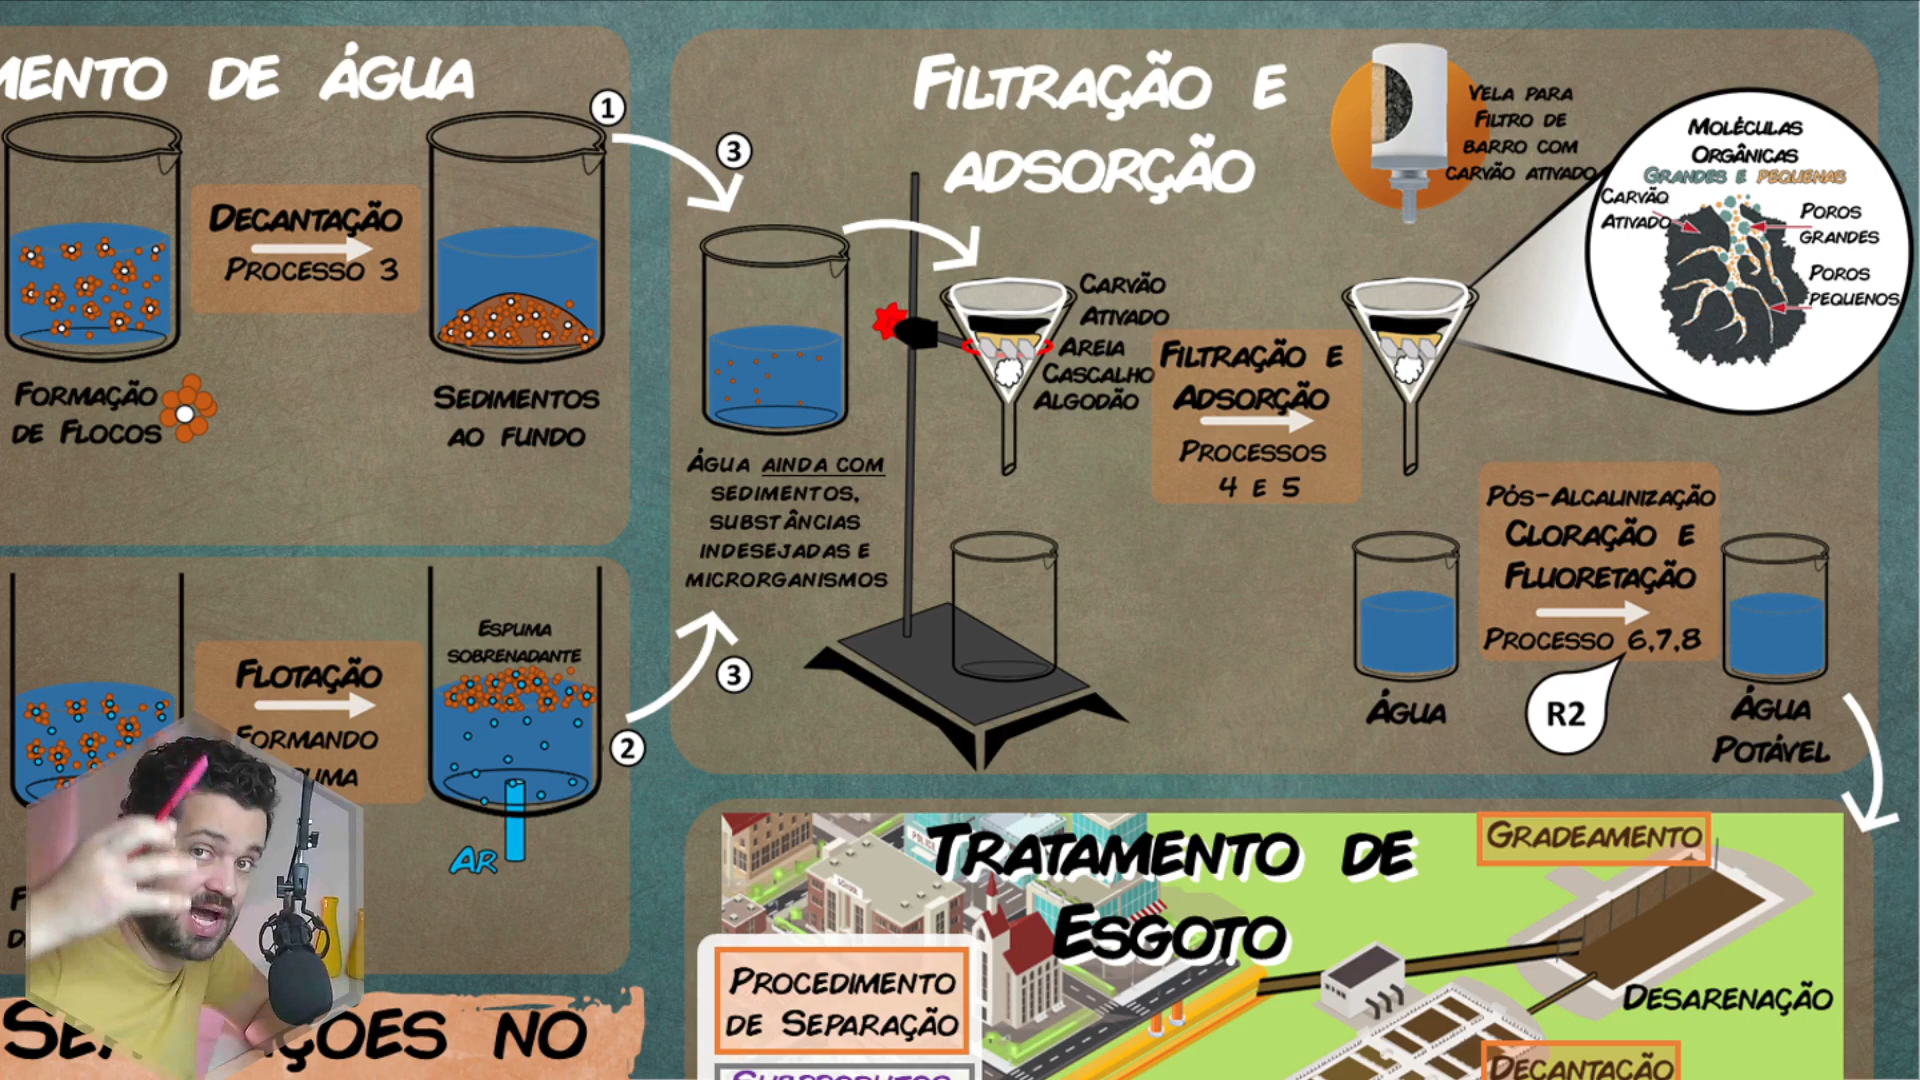 MENTO DE ÁGUA
1
DECANTAÇÃO
PROCESSO 3
FORMAÇÃO
DE FLOCOS
SEDIMENTOS
AO FUNDO
FLOTAÇÃO
FORMANDO
ESPUMA
SOBRENADANTE
2
AR
FILTRAÇÃO E
ADSORÇÃO
3
VELA PARA
FILTRO DE
BARRO COM
CARVÃO ATIVADO
MOLÉCULAS
ORGÂNICAS
GRANDES E PEQUENAS
CARVÃO
ATIVADO
POROS
GRANDES
POROS
PEQUENOS
CARVÃO
ATIVADO
AREIA
CASCALHO
ALGODÃO
FILTRAÇÃO E
ADSORÇÃO
PROCESSOS
4 E 5
ÁGUA AINDA COM
SEDIMENTOS,
SUBSTÂNCIAS
INDESEJADAS E
MICRORGANISMOS
3
PÓS-ALCALINIZAÇÃO
CLORAÇÃO E
FLUORETAÇÃO
PROCESSO 6,7,8
R2
ÁGUA
ÁGUA
POTÁVEL
TRATAMENTO DE
ESGOTO
GRADEAMENTO
PROCEDIMENTO
DE SEPARAÇÃO
SUBPRODUTOS
DESARENAÇÃO
DECANTAÇÃO
NO